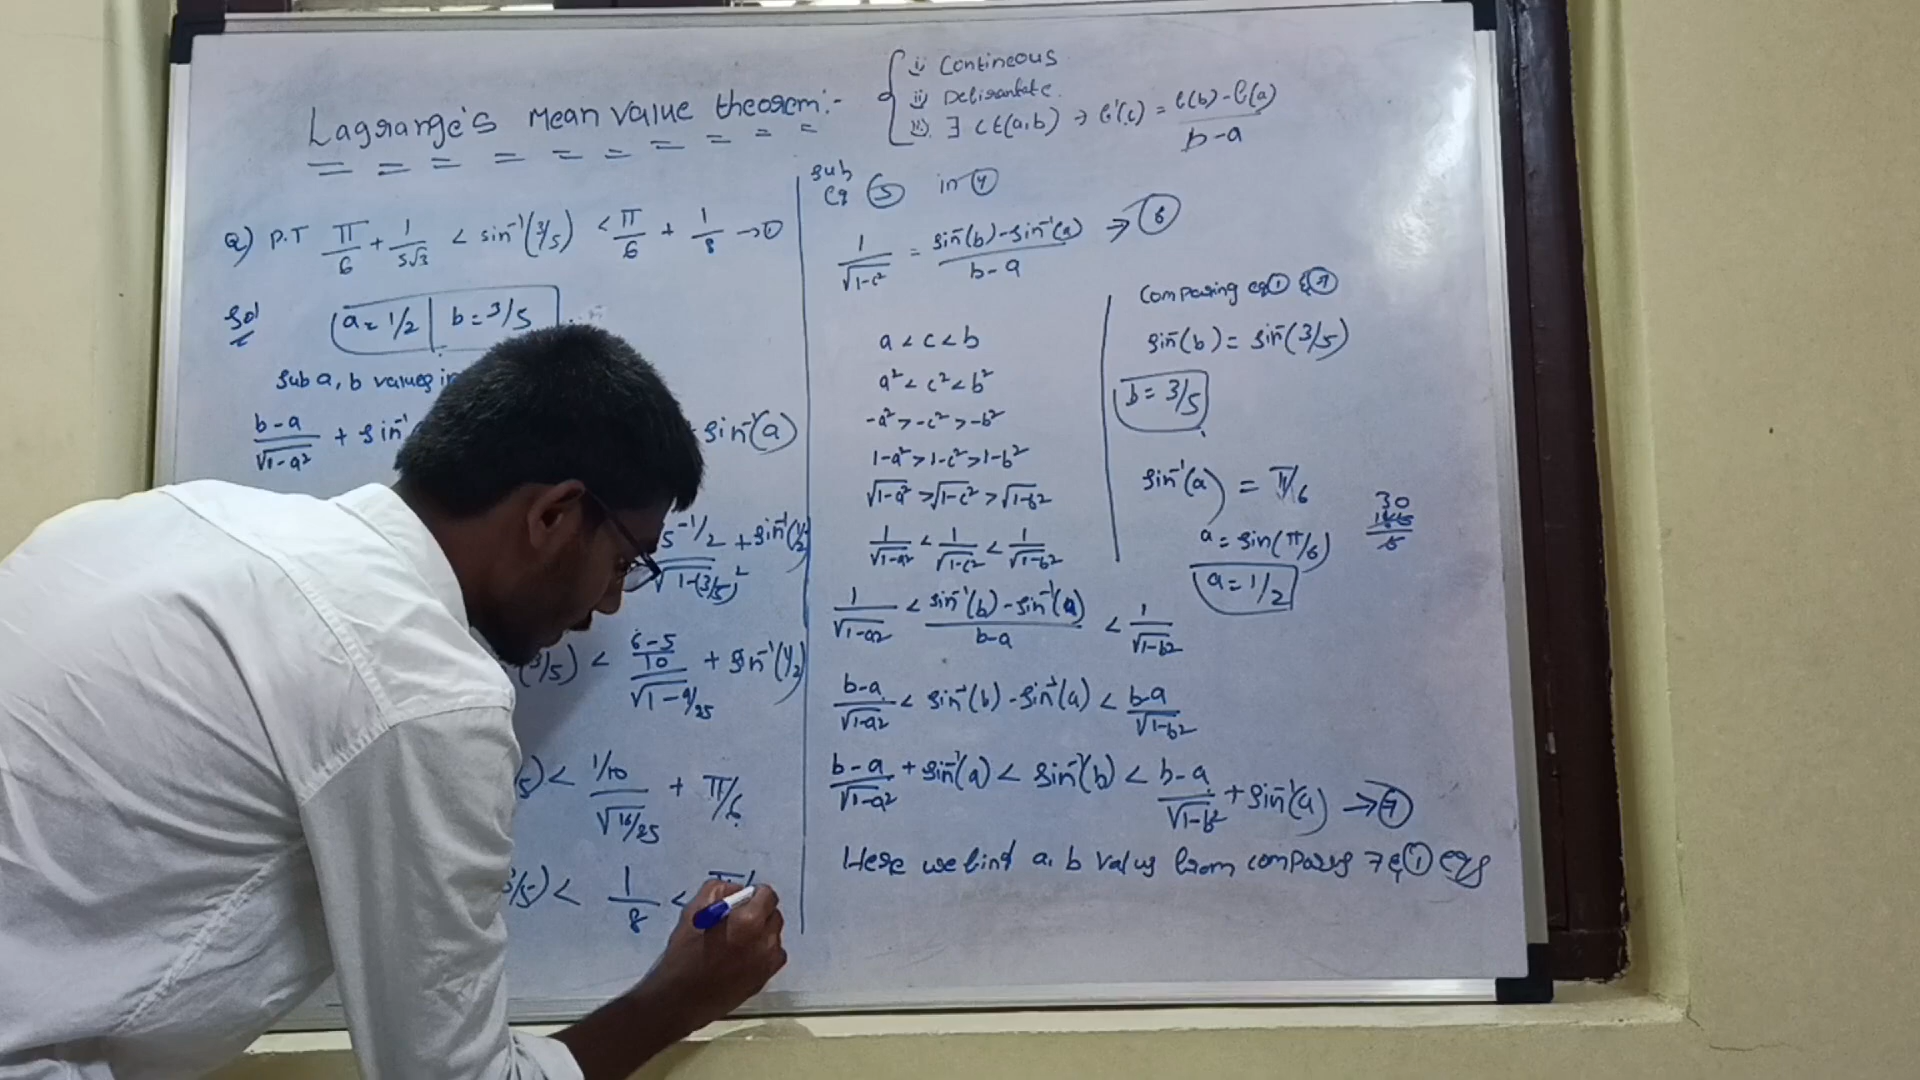 Lagrange's Mean value theorem:-
i) Contineous
ii) Deliranbate.
iii) ∃ c ∈ (a,b) → f'(c) = f(b) - f(a) / b - a
Q) P.T π/6 + 1/5√3 < sin⁻¹(3/5) < π/6 + 1/8 → ①
Sol a = 1/2 | b = 3/5
Sub a, b values in
b-a/√1-a² + sin⁻¹ sin⁻¹(a)
5 - 1/2 / √1-(3/5)² + sin⁻¹(1/2)
(3/5) < 6-5/10 / √1-9/25 + sin⁻¹(1/2)
5) < 1/10 / √16/25 + π/6
3/5) < 1/8 <
Sub
Eq ⑤ in ④
1/√1-c² = sin⁻(b) - sin⁻¹(a) / b-a → ⑥
a < c < b
a² < c² < b²
-a² > -c² > -b²
1-a² > 1-c² > 1-b²
√1-a² > √1-c² > √1-b²
1/√1-a² < 1/√1-c² < 1/√1-b²
1/√1-a² < sin⁻¹(b) - sin⁻¹(a) / b-a < 1/√1-b²
b-a/√1-a² < sin⁻¹(b) - sin⁻¹(a) < b-a/√1-b²
b-a/√1-a² + sin⁻¹(a) < sin⁻¹(b) < b-a/√1-b² + sin⁻¹(a) → ⑦
Here we find a, b value from comparing 7 & ① eqs
Comparing eq ① & ⑦
sin⁻(b) = sin⁻(3/5)
b = 3/5
sin⁻¹(a) = π/6
a = sin(π/6)
a = 1/2
30
6